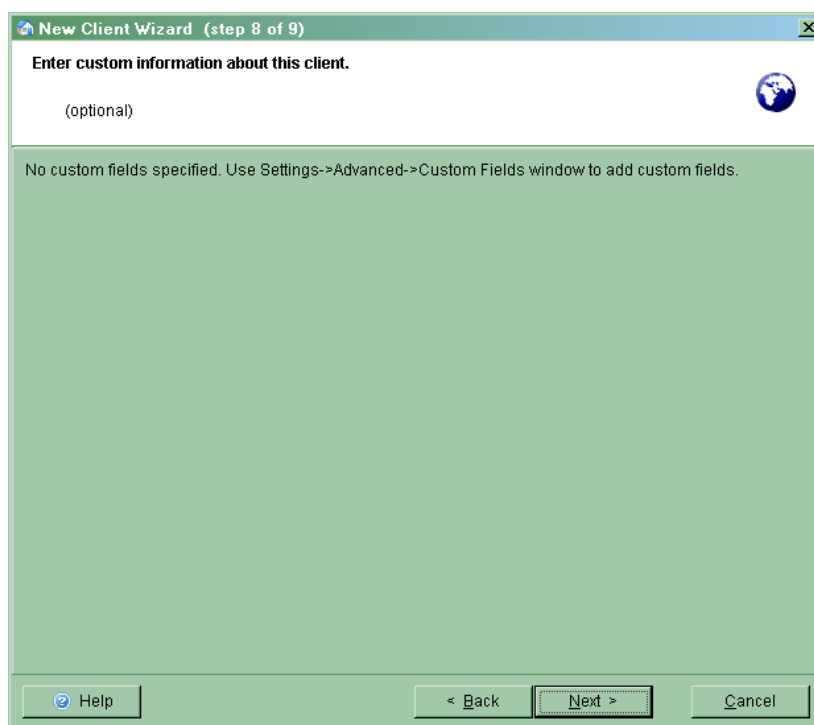 New Client Wizard (step 8 of 9)
Enter custom information about this client.
(optional)
No custom fields specified. Use Settings->Advanced->Custom Fields window to add custom fields.
Help
< Back
Next >
Cancel